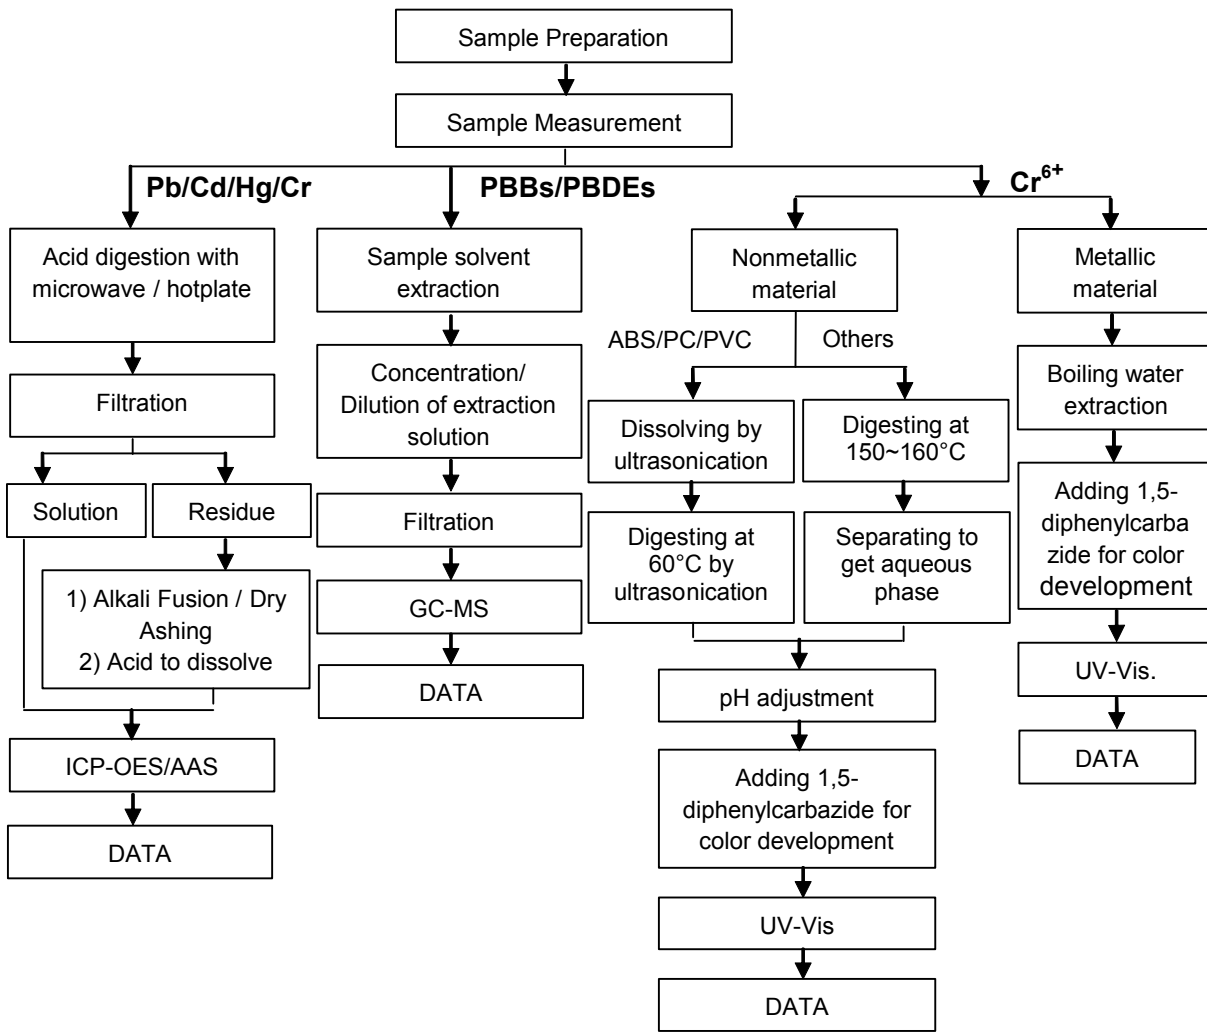 Sample Preparation
Sample Measurement
Pb/Cd/Hg/Cr
PBBs/PBDEs
Cr⁶⁺
Acid digestion with
microwave / hotplate
Filtration
Solution
Residue
1) Alkali Fusion / Dry
Ashing
2) Acid to dissolve
ICP-OES/AAS
DATA
Sample solvent
extraction
Concentration/
Dilution of extraction
solution
Filtration
GC-MS
DATA
Nonmetallic
material
ABS/PC/PVC
Others
Dissolving by
ultrasonication
Digesting at
60°C by
ultrasonication
Digesting at
150~160°C
Separating to
get aqueous
phase
pH adjustment
Adding 1,5-
diphenylcarbazide for
color development
UV-Vis
DATA
Metallic
material
Boiling water
extraction
Adding 1,5-
diphenylcarba
zide for color
development
UV-Vis.
DATA